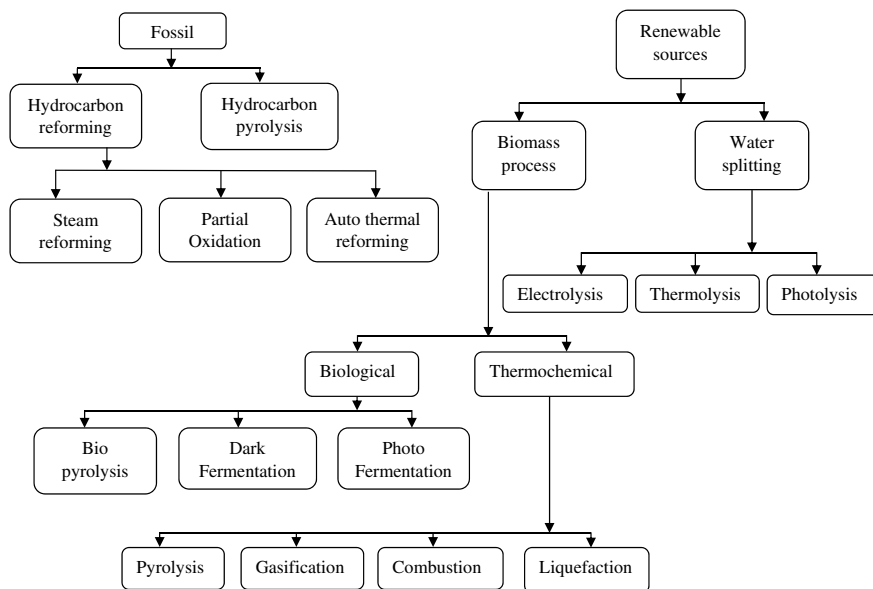 Fossil
Renewable
sources
Hydrocarbon
reforming
Hydrocarbon
pyrolysis
Biomass
process
Water
splitting
Steam
reforming
Partial
Oxidation
Auto thermal
reforming
Electrolysis
Thermolysis
Photolysis
Biological
Thermochemical
Bio
pyrolysis
Dark
Fermentation
Photo
Fermentation
Pyrolysis
Gasification
Combustion
Liquefaction